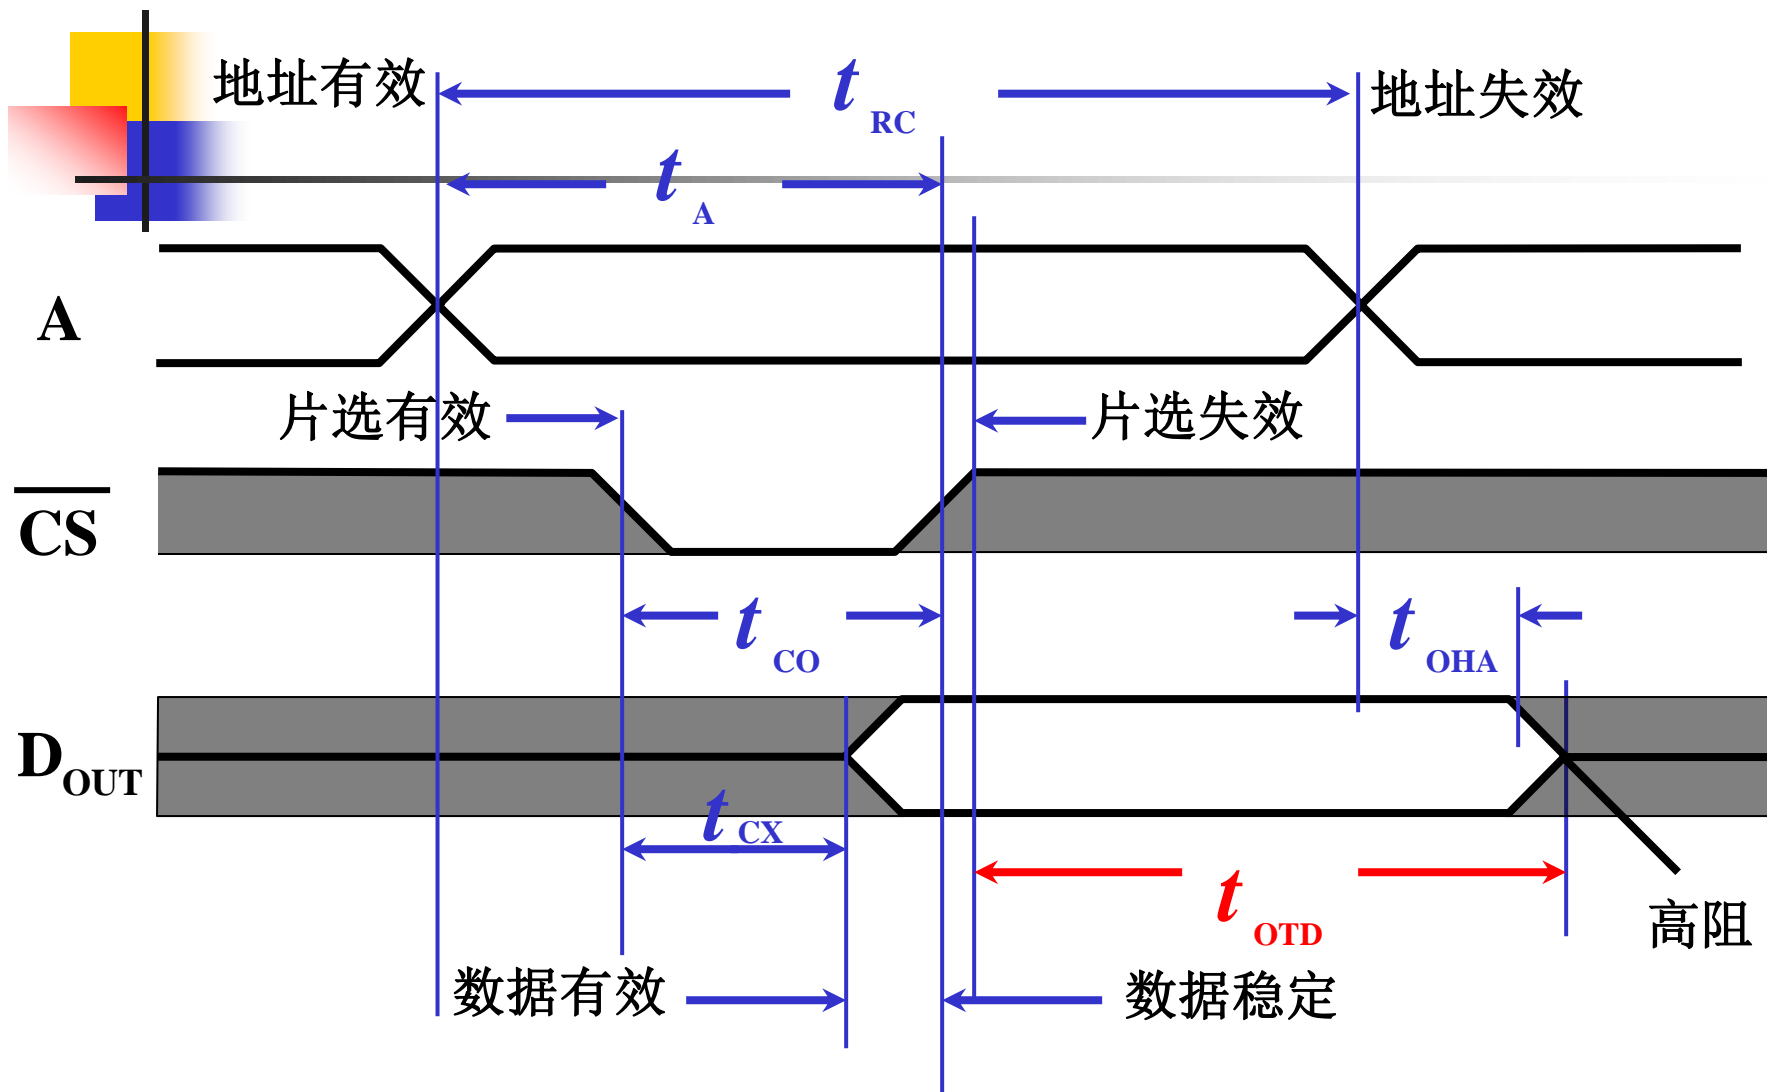 地址有效
t RC
地址失效
t A
A
片选有效
片选失效
CS
t CO
t OHA
D OUT
t CX
t OTD
高阻
数据有效
数据稳定